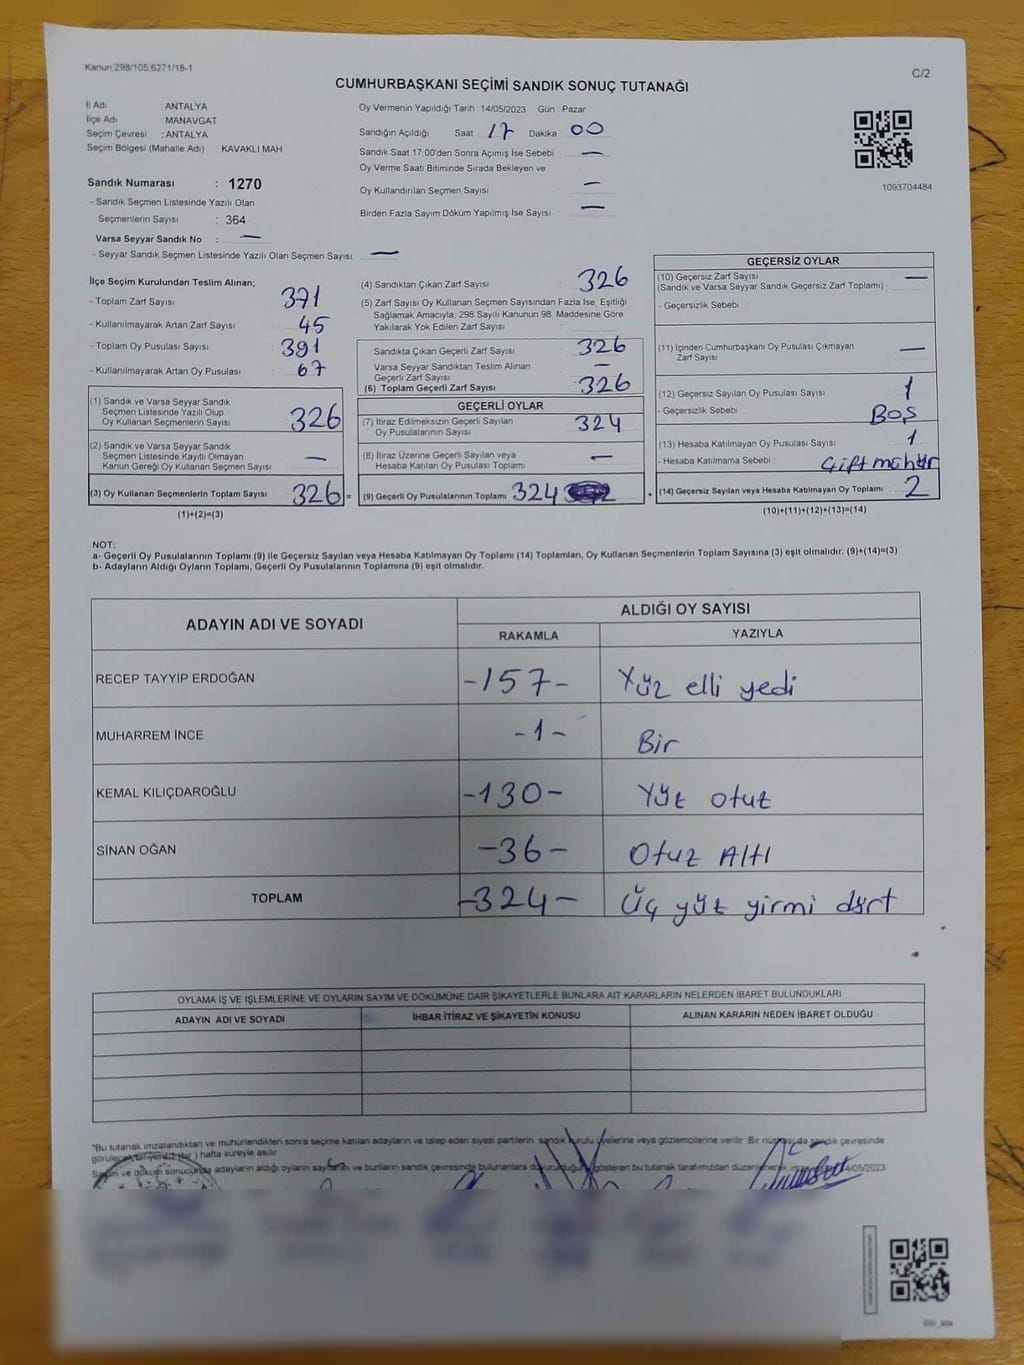 Kanun:298/105;6271/18-1
C/2
CUMHURBAŞKANI SEÇİMİ SANDIK SONUÇ TUTANAĞI
İl Adı : ANTALYA
İlçe Adı : MANAVGAT
Seçim Çevresi : ANTALYA
Seçim Bölgesi (Mahalle Adı) KAVAKLI MAH
Sandık Numarası : 1270
- Sandık Seçmen Listesinde Yazılı Olan
Seçmenlerin Sayısı : 364
Varsa Seyyar Sandık No : —
- Seyyar Sandık Seçmen Listesinde Yazılı Olan Seçmen Sayısı —
Oy Vermenin Yapıldığı Tarih : 14/05/2023 Gün : Pazar
Sandığın Açıldığı Saat 17 Dakika 00
Sandık Saat 17:00'den Sonra Açımış İse Sebebi : —
Oy Verme Saati Bitiminde Sırada Bekleyen ve
Oy Kullandırılan Seçmen Sayısı : —
Birden Fazla Sayım Döküm Yapılmış İse Sayısı : —
1093704484
İlçe Seçim Kurulundan Teslim Alınan;
- Toplam Zarf Sayısı : 371
- Kullanılmayarak Artan Zarf Sayısı : 45
- Toplam Oy Pusulası Sayısı : 391
- Kullanılmayarak Artan Oy Pusulası : 67
(1) Sandık ve Varsa Seyyar Sandık
Seçmen Listesinde Yazılı Olup
Oy Kullanan Seçmenlerin Sayısı : 326
(2) Sandık ve Varsa Seyyar Sandık
Seçmen Listesinde Kayıtlı Olmayan
Kanun Gereği Oy Kullanan Seçmen Sayısı : —
(3) Oy Kullanan Seçmenlerin Toplam Sayısı : 326 =
(1)+(2)=(3)
(4) Sandıktan Çıkan Zarf Sayısı : 326
(5) Zarf Sayısı Oy Kullanan Seçmen Sayısından Fazla İse, Eşitliği
Sağlamak Amacıyla, 298 Sayılı Kanunun 98. Maddesine Göre
Yakılarak Yok Edilen Zarf Sayısı :
Sandıkta Çıkan Geçerli Zarf Sayısı : 326
Varsa Seyyar Sandıktan Teslim Alınan
Geçerli Zarf Sayısı : —
(6) Toplam Geçerli Zarf Sayısı : 326
GEÇERLİ OYLAR
(7) İtiraz Edilmeksizin Geçerli Sayılan
Oy Pusulalarının Sayısı : 324
(8) İtiraz Üzerine Geçerli Sayılan veya
Hesaba Katılan Oy Pusulası Toplamı : —
(9) Geçerli Oy Pusulalarının Toplamı 324 +
GEÇERSİZ OYLAR
(10) Geçersiz Zarf Sayısı : —
(Sandık ve Varsa Seyyar Sandık Geçersiz Zarf Toplamı)
- Geçersizlik Sebebi :
(11) İçinden Cumhurbaşkanı Oy Pusulası Çıkmayan
Zarf Sayısı : —
(12) Geçersiz Sayılan Oy Pusulası Sayısı : 1
- Geçersizlik Sebebi : Boş
(13) Hesaba Katılmayan Oy Pusulası Sayısı : 1
- Hesaba Katılmama Sebebi : Çift mühür
(14) Geçersiz Sayılan veya Hesaba Katılmayan Oy Toplamı : 2
(10)+(11)+(12)+(13)=(14)
NOT:
a- Geçerli Oy Pusulalarının Toplamı (9) ile Geçersiz Sayılan veya Hesaba Katılmayan Oy Toplamı (14) Toplamları, Oy Kullanan Seçmenlerin Toplam Sayısına (3) eşit olmalıdır. (9)+(14)=(3)
b- Adayların Aldığı Oyların Toplamı, Geçerli Oy Pusulalarının Toplamına (9) eşit olmalıdır.
ADAYIN ADI VE SOYADI ALDIĞI OY SAYISI
RAKAMLA YAZIYLA
RECEP TAYYİP ERDOĞAN -157- Yüz elli yedi
MUHARREM İNCE -1- Bir
KEMAL KILIÇDAROĞLU -130- Yüz otuz
SİNAN OĞAN -36- Otuz Altı
TOPLAM -324- Üç yüz yirmi dört
OYLAMA İŞ VE İŞLEMLERİNE VE OYLARIN SAYIM VE DÖKÜMÜNE DAİR ŞİKAYETLERLE BUNLARA AİT KARARLARIN NELERDEN İBARET BULUNDUKLARI
ADAYIN ADI VE SOYADI İHBAR İTİRAZ VE ŞİKAYETİN KONUSU ALINAN KARARIN NEDEN İBARET OLDUĞU
"Bu tutanak imzalandıktan ve mühürlendikten sonra seçime katılan adayların ve talep eden siyasi partilerin sandık kurulu üyelerine veya gözlemcilerine verilir. Bir nüshası da sandık çevresinde
görülecek bir yere 1 (bir ) hafta süreyle asılır
Sayım ve döküm sonucunda adayların aldığı oyların sayısını ve bunların sandık çevresinde bulunanlara duyurulduğunu gösteren bu tutanak tarafımızdan düzenlenerek 14/05/2023